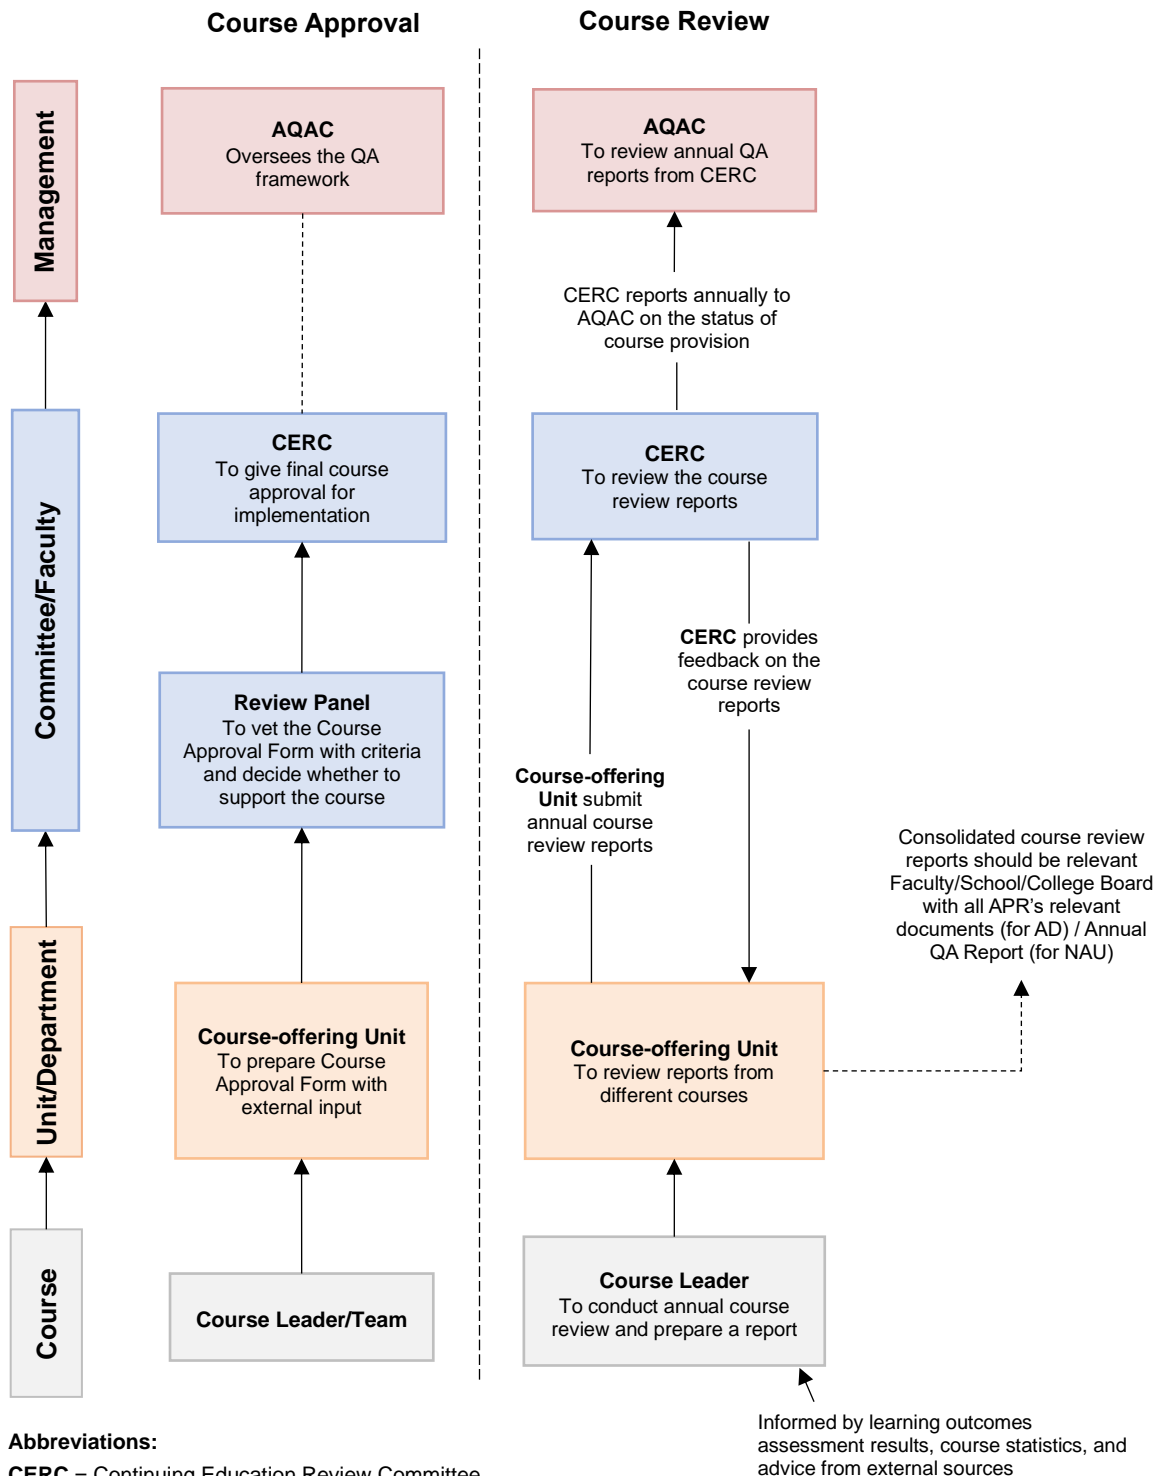 Course Approval
Course Review
Management
Committee/Faculty
Unit/Department
Course
AQAC
Oversees the QA
framework
CERC
To give final course
approval for
implementation
Review Panel
To vet the Course
Approval Form with criteria
and decide whether to
support the course
Course-offering Unit
To prepare Course
Approval Form with
external input
Course Leader/Team
AQAC
To review annual QA
reports from CERC
CERC reports annually to
AQAC on the status of
course provision
CERC
To review the course
review reports
CERC provides
feedback on the
course review
reports
Course-offering
Unit submit
annual course
review reports
Consolidated course review
reports should be relevant
Faculty/School/College Board
with all APR's relevant
documents (for AD) / Annual
QA Report (for NAU)
Course-offering Unit
To review reports from
different courses
Course Leader
To conduct annual course
review and prepare a report
Informed by learning outcomes
assessment results, course statistics, and
advice from external sources
Abbreviations:
CERC = Continuing Education Review Committee